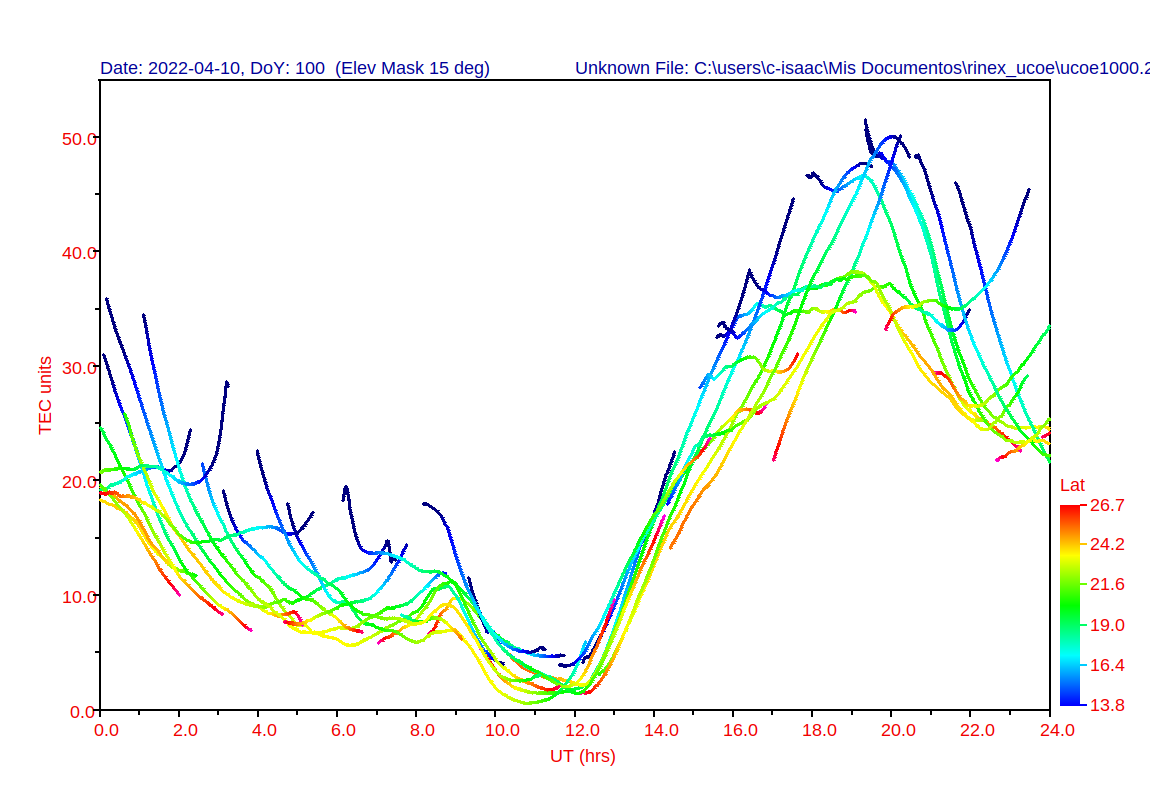 Date: 2022-04-10, DoY: 100  (Elev Mask 15 deg)
Unknown File: C:\users\c-isaac\Mis Documentos\rinex_ucoe\ucoe1000.2
50.0
40.0
30.0
20.0
10.0
0.0
TEC units
0.0 2.0 4.0 6.0 8.0 10.0 12.0 14.0 16.0 18.0 20.0 22.0 24.0
UT (hrs)
Lat
26.7
24.2
21.6
19.0
16.4
13.8